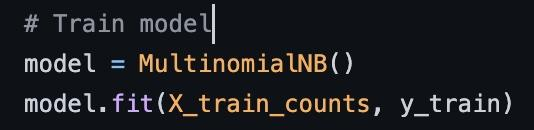 # Train model
model = MultinomialNB()
model.fit(X_train_counts, y_train)